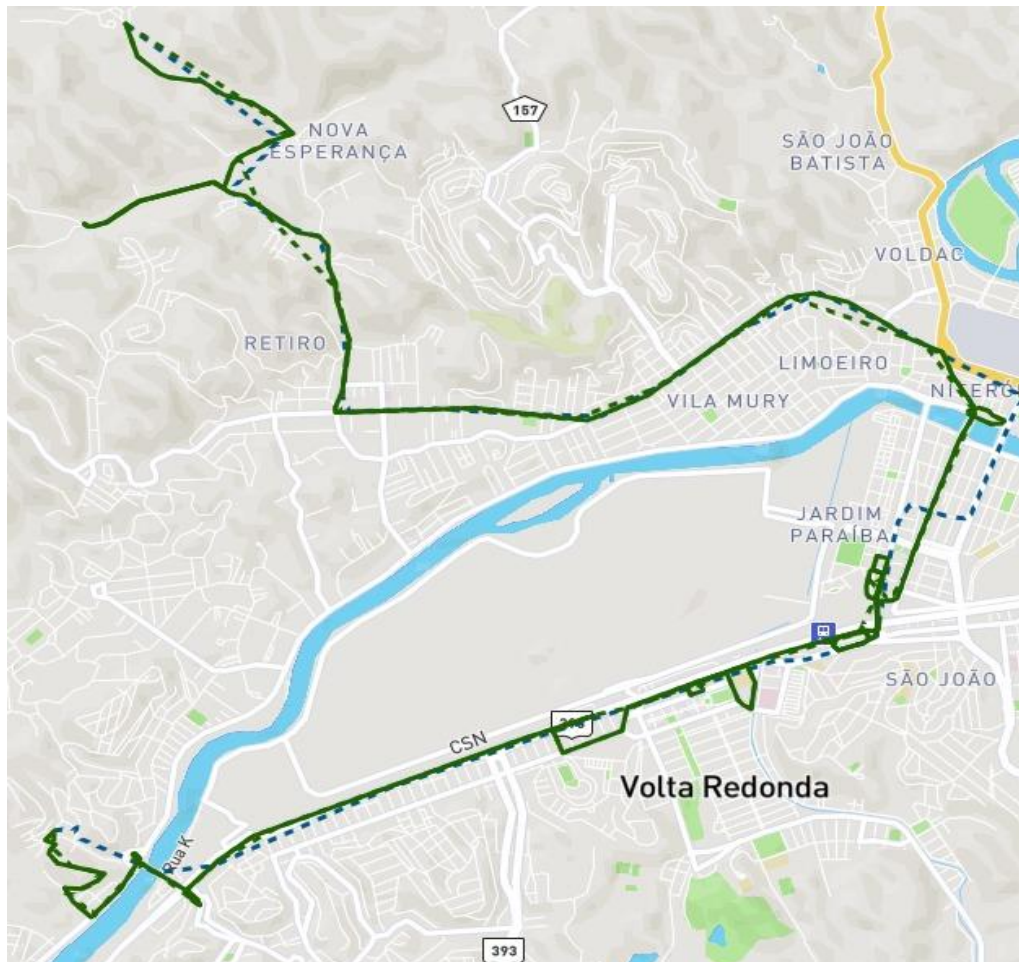 157
SÃO JOÃO
BATISTA
NOVA
ESPERANÇA
VOLDAC
RETIRO
LIMOEIRO
VILA MURY
JARDIM
PARAÍBA
SÃO JOÃO
CSN
Volta Redonda
Rua K
393